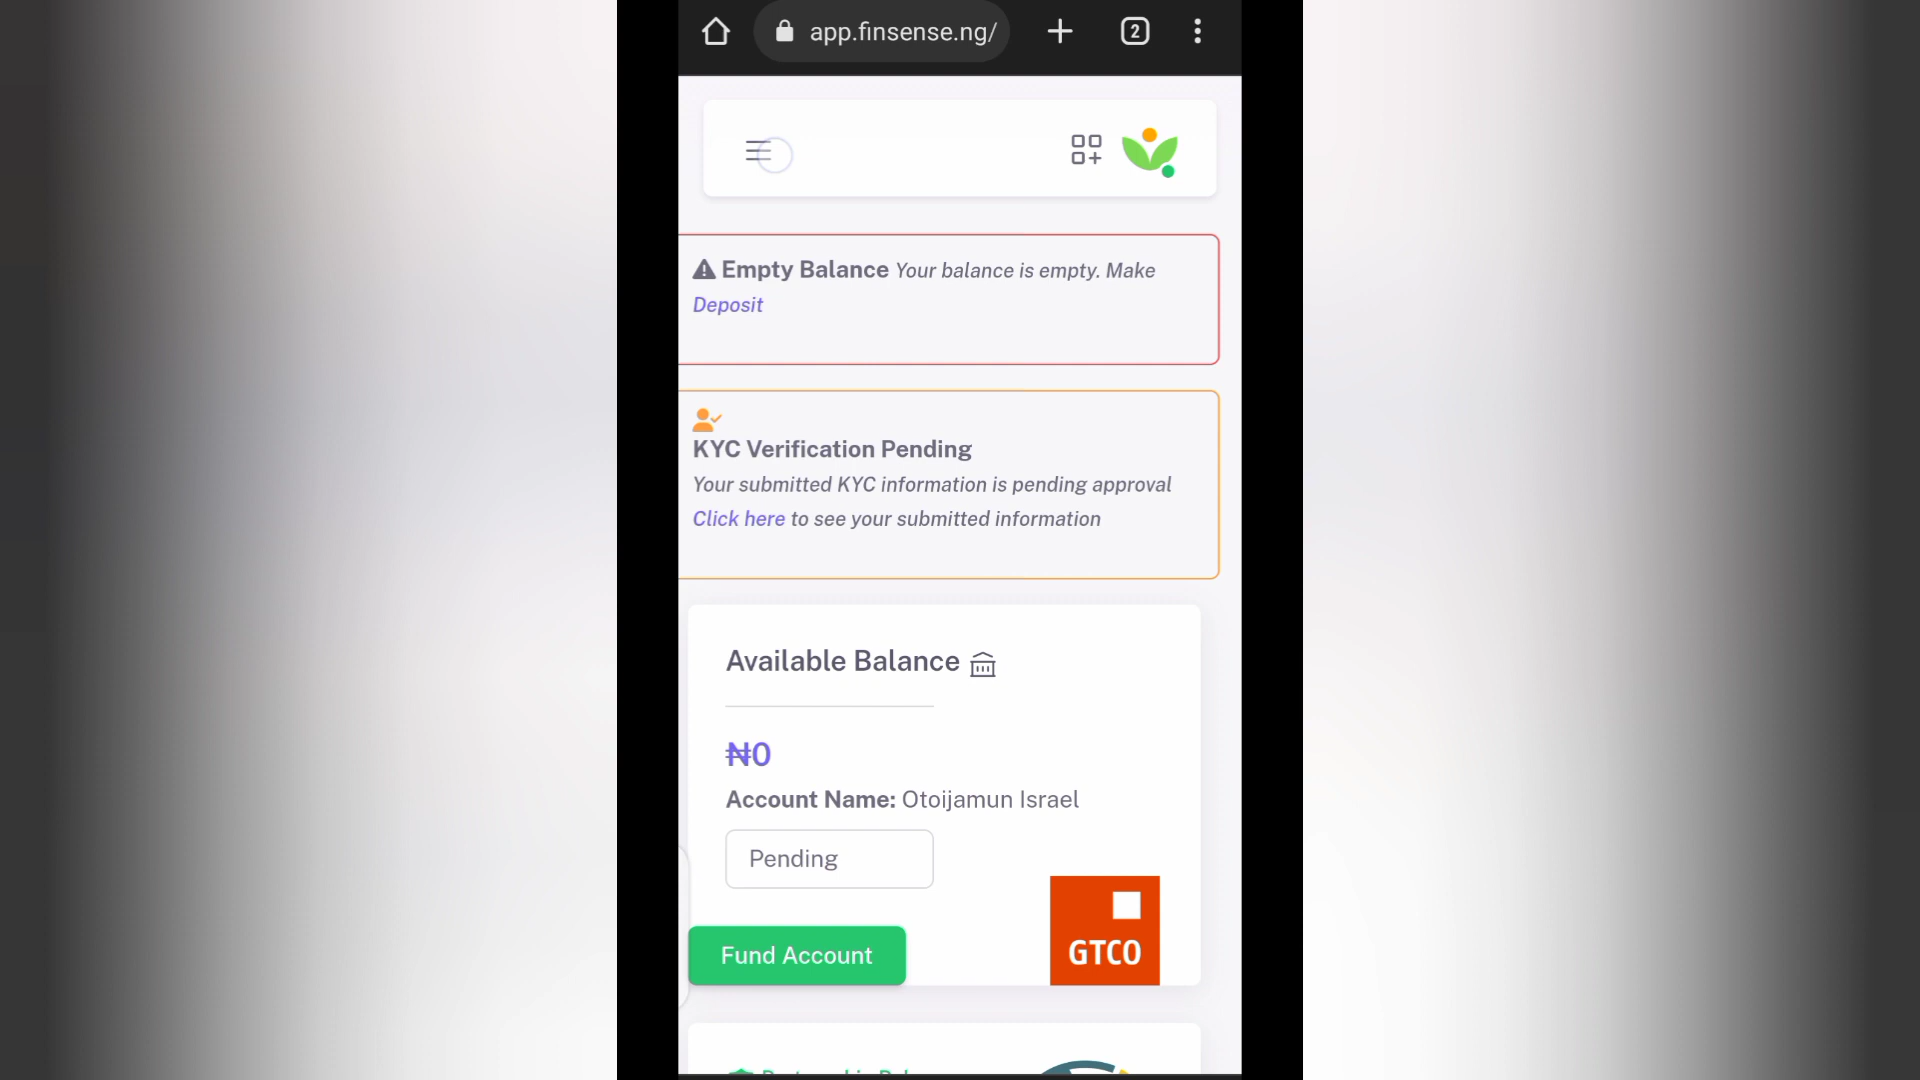 app.finsense.ng/
2
Empty Balance Your balance is empty. Make
Deposit
KYC Verification Pending
Your submitted KYC information is pending approval
Click here to see your submitted information
Available Balance
₦0
Account Name: Otoijamun Israel
Pending
Fund Account
GTCO